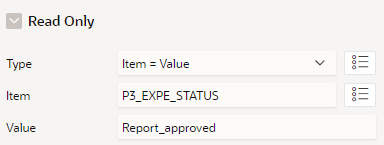 Read Only
Type Item = Value
Item P3_EXPE_STATUS
Value Report_approved